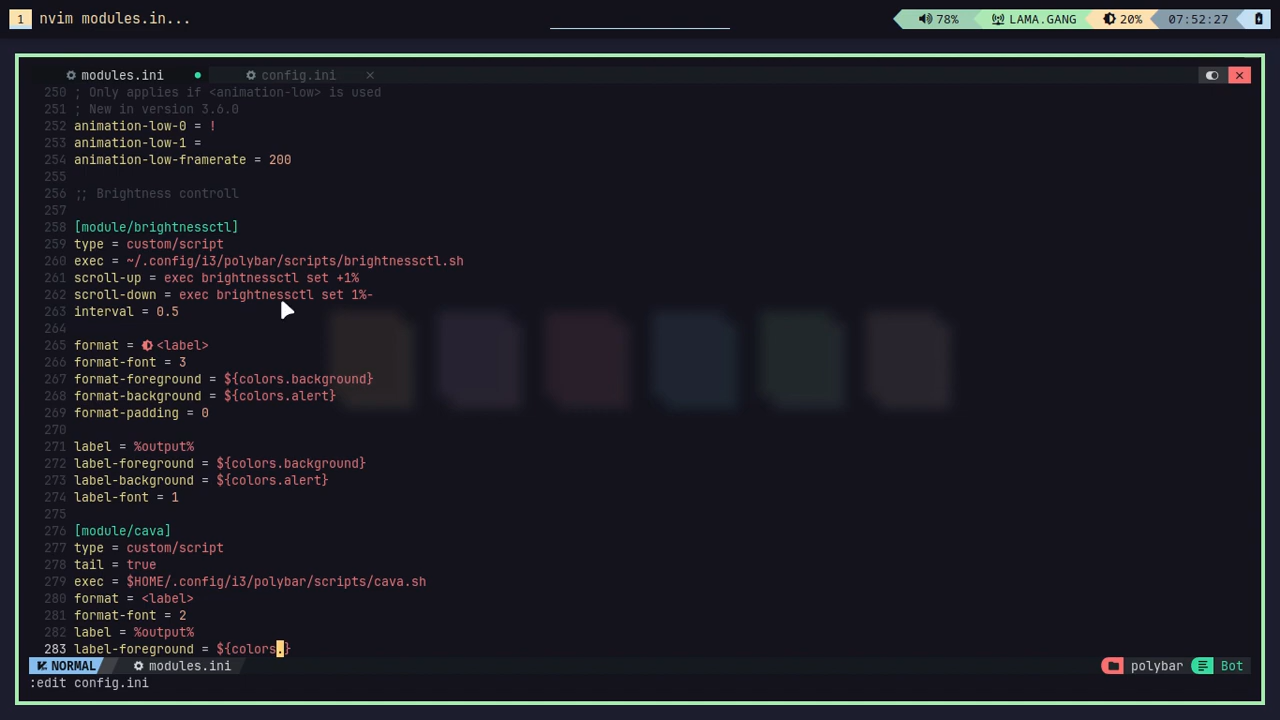 1 nvim modules.in... 78% LAMA.GANG 20% 07:52:27
modules.ini config.ini
250 ; Only applies if <animation-low> is used
251 ; New in version 3.6.0
252 animation-low-0 = !
253 animation-low-1 =
254 animation-low-framerate = 200
255
256 ;; Brightness controll
257
258 [module/brightnessctl]
259 type = custom/script
260 exec = ~/.config/i3/polybar/scripts/brightnessctl.sh
261 scroll-up = exec brightnessctl set +1%
262 scroll-down = exec brightnessctl set 1%-
263 interval = 0.5
264
265 format = <label>
266 format-font = 3
267 format-foreground = ${colors.background}
268 format-background = ${colors.alert}
269 format-padding = 0
270
271 label = %output%
272 label-foreground = ${colors.background}
273 label-background = ${colors.alert}
274 label-font = 1
275
276 [module/cava]
277 type = custom/script
278 tail = true
279 exec = $HOME/.config/i3/polybar/scripts/cava.sh
280 format = <label>
281 format-font = 2
282 label = %output%
283 label-foreground = ${colors.}
NORMAL modules.ini polybar Bot
:edit config.ini